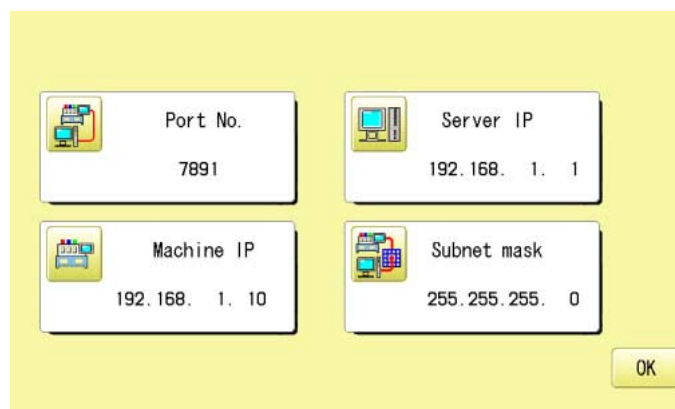 Port No.
7891
Server IP
192.168. 1. 1
Machine IP
192.168. 1. 10
Subnet mask
255.255.255. 0
OK